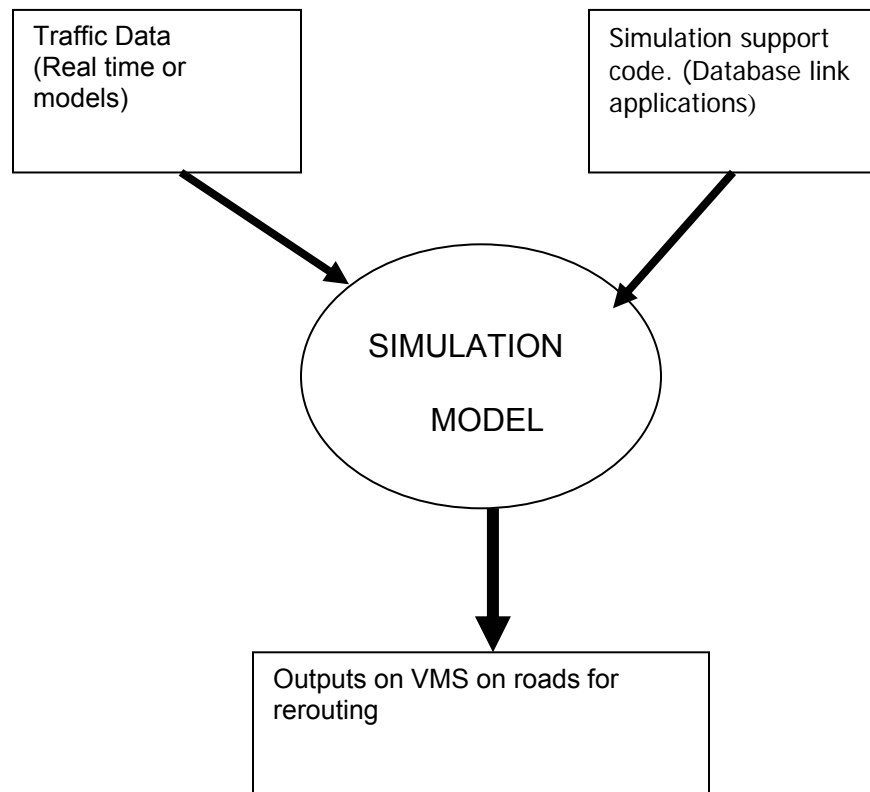 Traffic Data
(Real time or
models)
Simulation support
code. (Database link
applications)
SIMULATION
MODEL
Outputs on VMS on roads for
rerouting